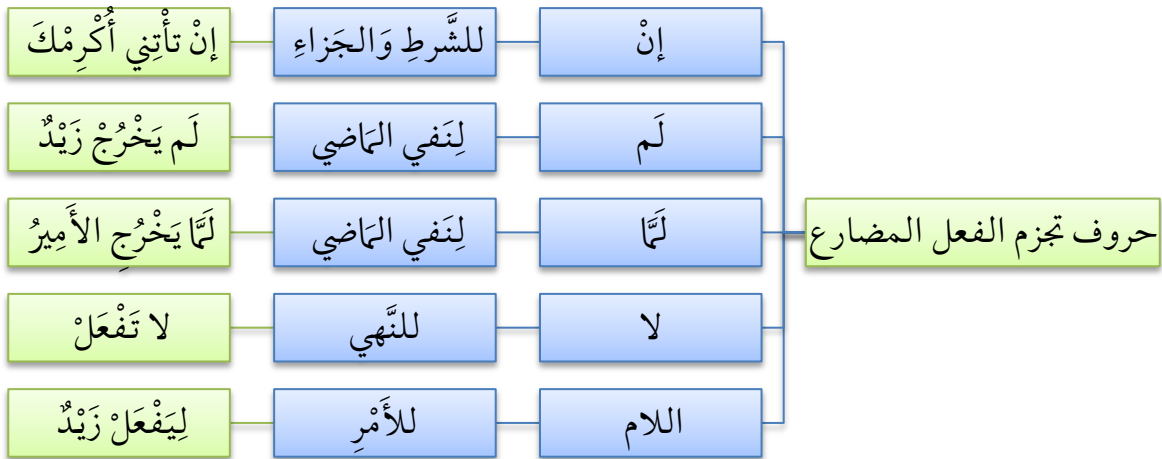 حروف تجزم الفعل المضارع
إنْ
للشَّرطِ وَالجَزاءِ
إنْ تأْتِني أُكْرِمْكَ
لَم
لِنَفي المَاضي
لَم يَخْرُجْ زَيْدٌ
لَمَّا
لِنَفي المَاضي
لَمَّا يَخْرُجِ الأَمِيرُ
لا
للنَّهي
لا تَفْعَلْ
اللام
للأَمْرِ
لِيَفْعَلْ زَيْدٌ